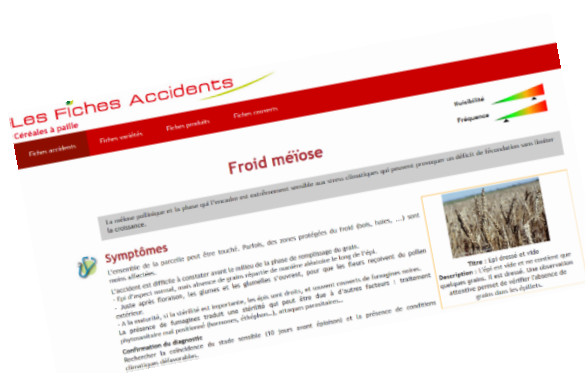 Les Fiches Accidents
Céréales à paille
Fiches accidents
Fiches variétés
Fiches produits
Fiches couverts
Nuisibilité
Fréquence
Froid méiose
La méiose pollinique et la phase qui l'encadre est extrêmement sensible aux stress climatiques qui peuvent provoquer un déficit de fécondation sans limiter
la croissance.
Symptômes
L'ensemble de la parcelle peut être touché. Parfois, des zones protégées du froid (bois, haies, ...) sont
moins affectées.
L'accident est difficile à constater avant le milieu de la phase de remplissage du grain.
- Epi d'aspect normal, mais absence de grains répartie de manière aléatoire le long de l'épi.
- Juste après floraison, les glumes et les glumelles s'ouvrent, pour que les fleurs reçoivent du pollen
extérieur.
- A la maturité, si la stérilité est importante, les épis sont droits, et souvent couverts de fumagines noires.
La présence de fumagines traduit une stérilité qui peut être due à d'autres facteurs : traitement
phytosanitaire mal positionné (hormones, éthéphon…), attaques parasitaires...
Confirmation du diagnostic
Rechercher la coïncidence du stade sensible (10 jours avant épiaison) et la présence de conditions
climatiques défavorables.
Titre : Epi dressé et vide
Description : L'épi est vide et ne contient que
quelques grains. Il est dressé. Une observation
attentive permet de vérifier l'absence de
grains dans les épillets.